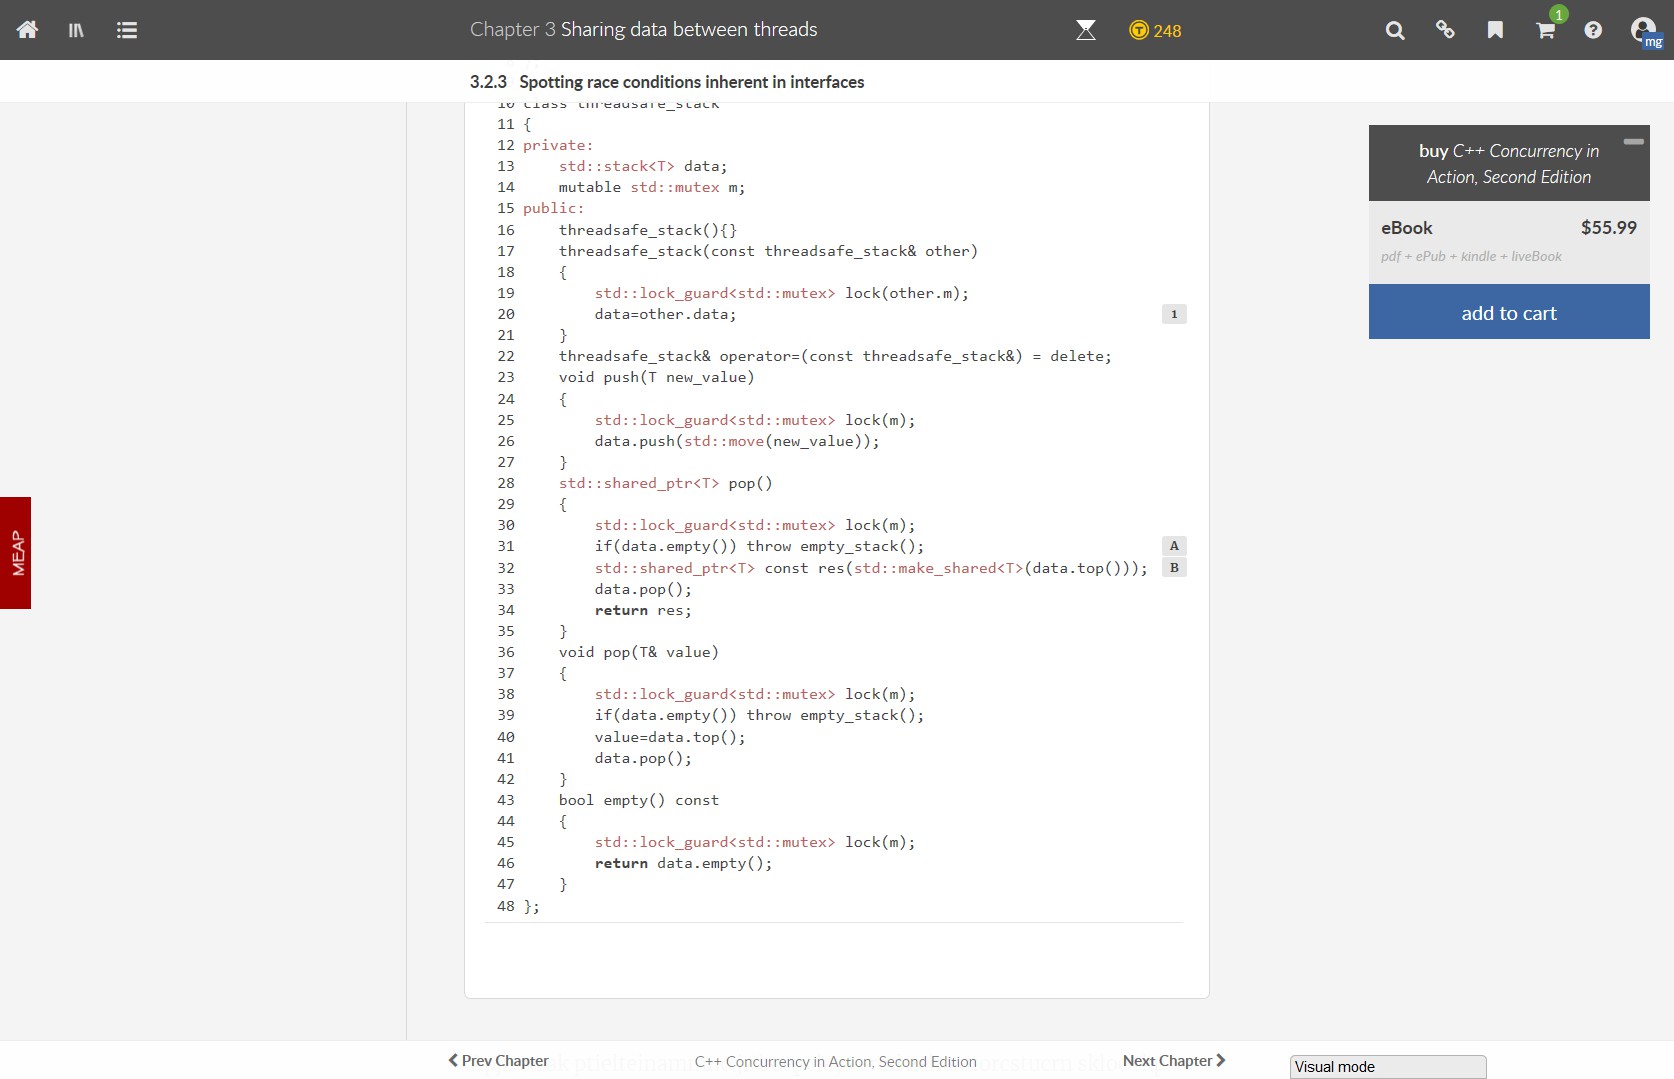 Chapter 3 Sharing data between threads
248
1
mg
3.2.3 Spotting race conditions inherent in interfaces
10 class threadsafe_stack
11 {
12 private:
13     std::stack<T> data;
14     mutable std::mutex m;
15 public:
16     threadsafe_stack(){}
17     threadsafe_stack(const threadsafe_stack& other)
18     {
19         std::lock_guard<std::mutex> lock(other.m);
20         data=other.data; 1
21     }
22     threadsafe_stack& operator=(const threadsafe_stack&) = delete;
23     void push(T new_value)
24     {
25         std::lock_guard<std::mutex> lock(m);
26         data.push(std::move(new_value));
27     }
28     std::shared_ptr<T> pop()
29     {
30         std::lock_guard<std::mutex> lock(m);
31         if(data.empty()) throw empty_stack(); A
32         std::shared_ptr<T> const res(std::make_shared<T>(data.top())); B
33         data.pop();
34         return res;
35     }
36     void pop(T& value)
37     {
38         std::lock_guard<std::mutex> lock(m);
39         if(data.empty()) throw empty_stack();
40         value=data.top();
41         data.pop();
42     }
43     bool empty() const
44     {
45         std::lock_guard<std::mutex> lock(m);
46         return data.empty();
47     }
48 };
MEAP
buy C++ Concurrency in
Action, Second Edition
eBook $55.99
pdf + ePub + kindle + liveBook
add to cart
Prev Chapter
C++ Concurrency in Action, Second Edition
Next Chapter
Visual mode